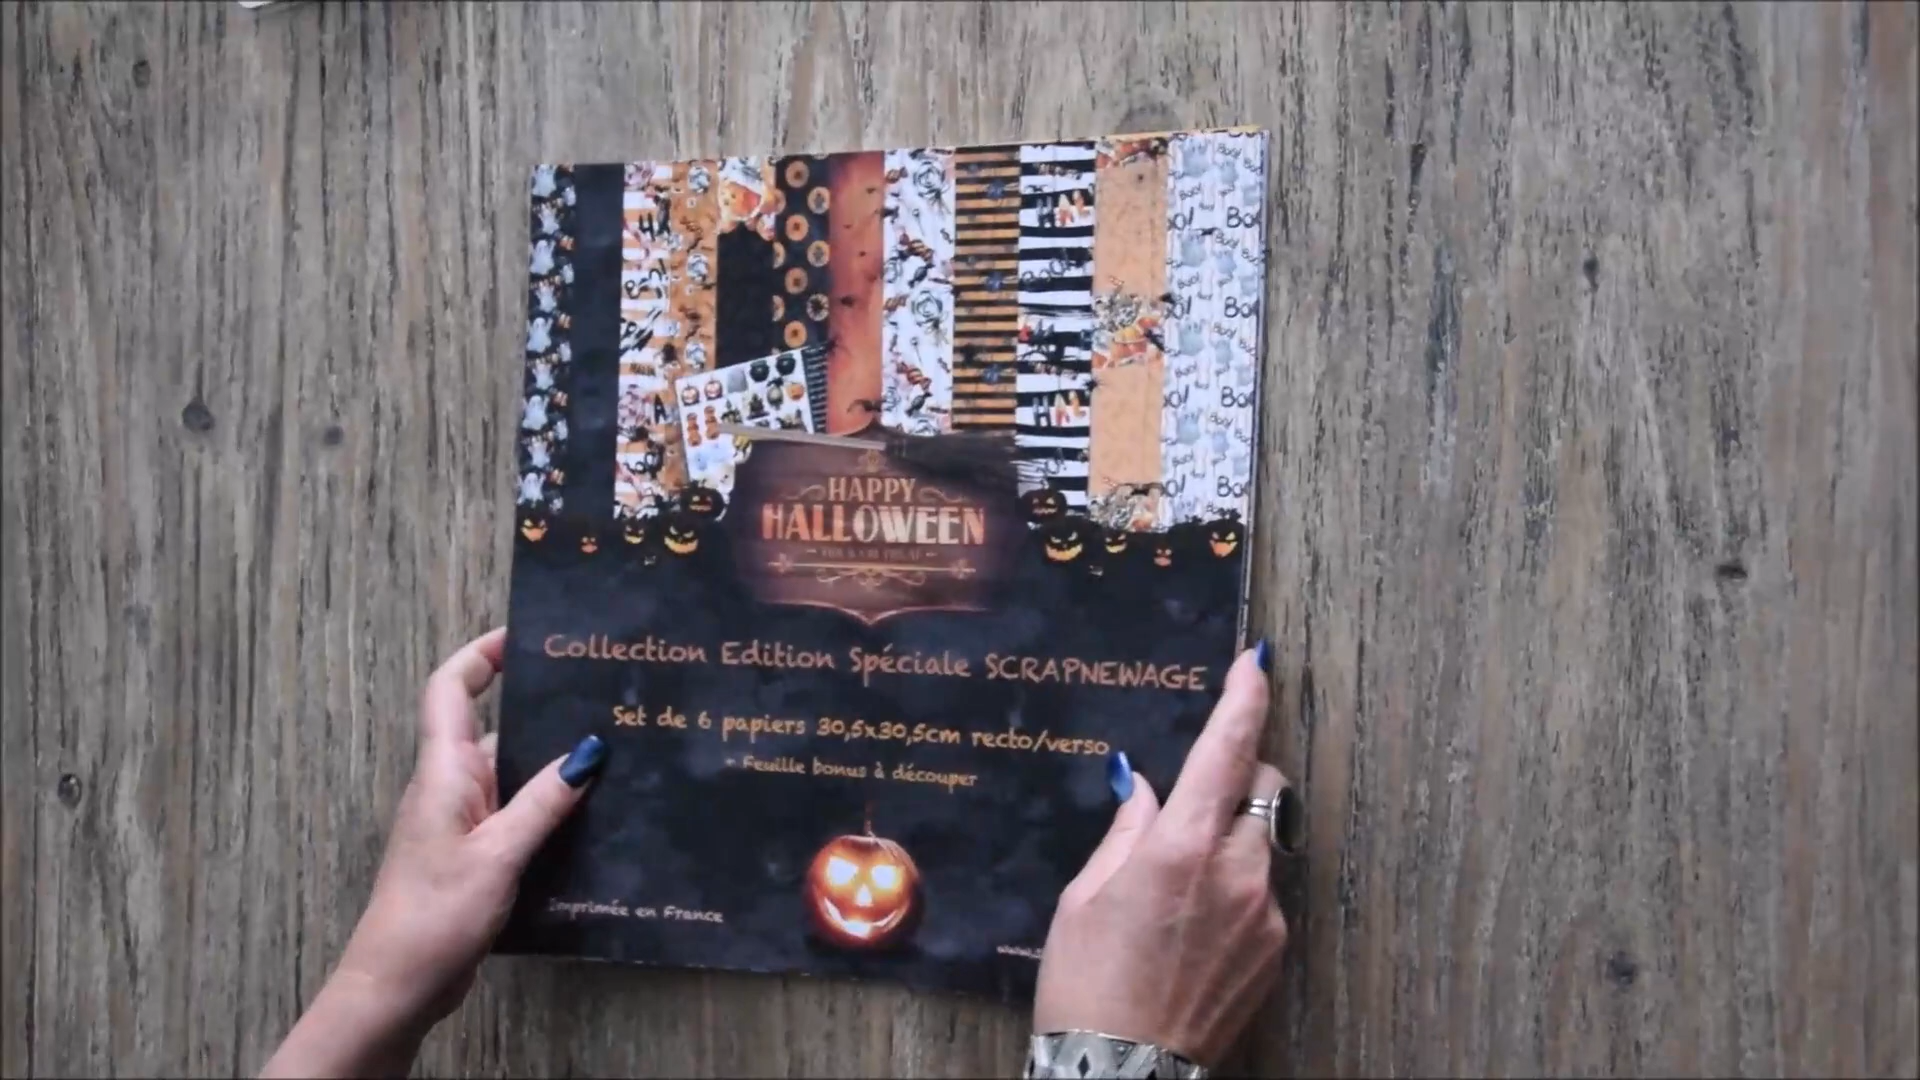 Boo!
HAPPY
HALLOWEEN
Collection Edition Spéciale SCRAPNEWAGE
Set de 6 papiers 30,5x30,5cm recto/verso
+ Feuille bonus à découper
Imprimée en France